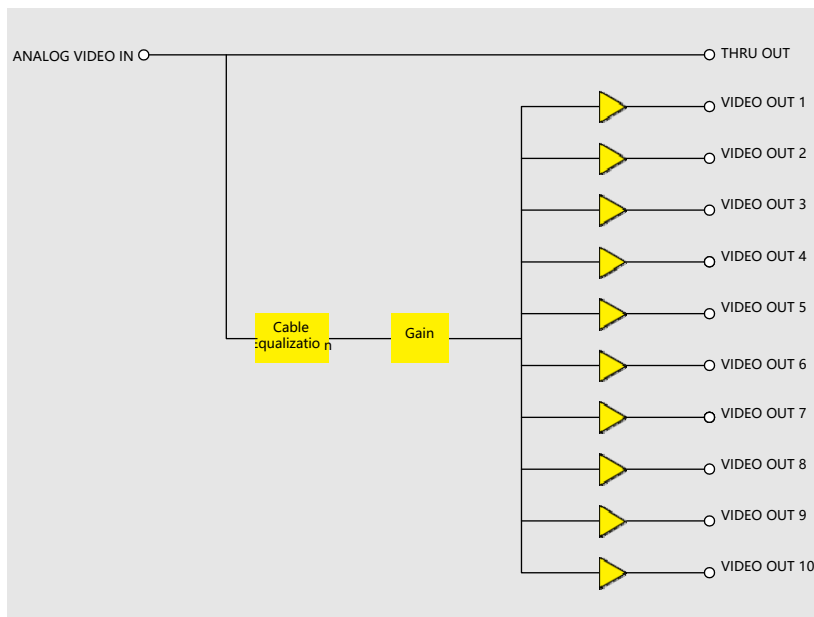 ANALOG VIDEO IN
THRU OUT
VIDEO OUT 1
VIDEO OUT 2
VIDEO OUT 3
VIDEO OUT 4
VIDEO OUT 5
VIDEO OUT 6
VIDEO OUT 7
VIDEO OUT 8
VIDEO OUT 9
VIDEO OUT 10
Cable
Equalization
Gain